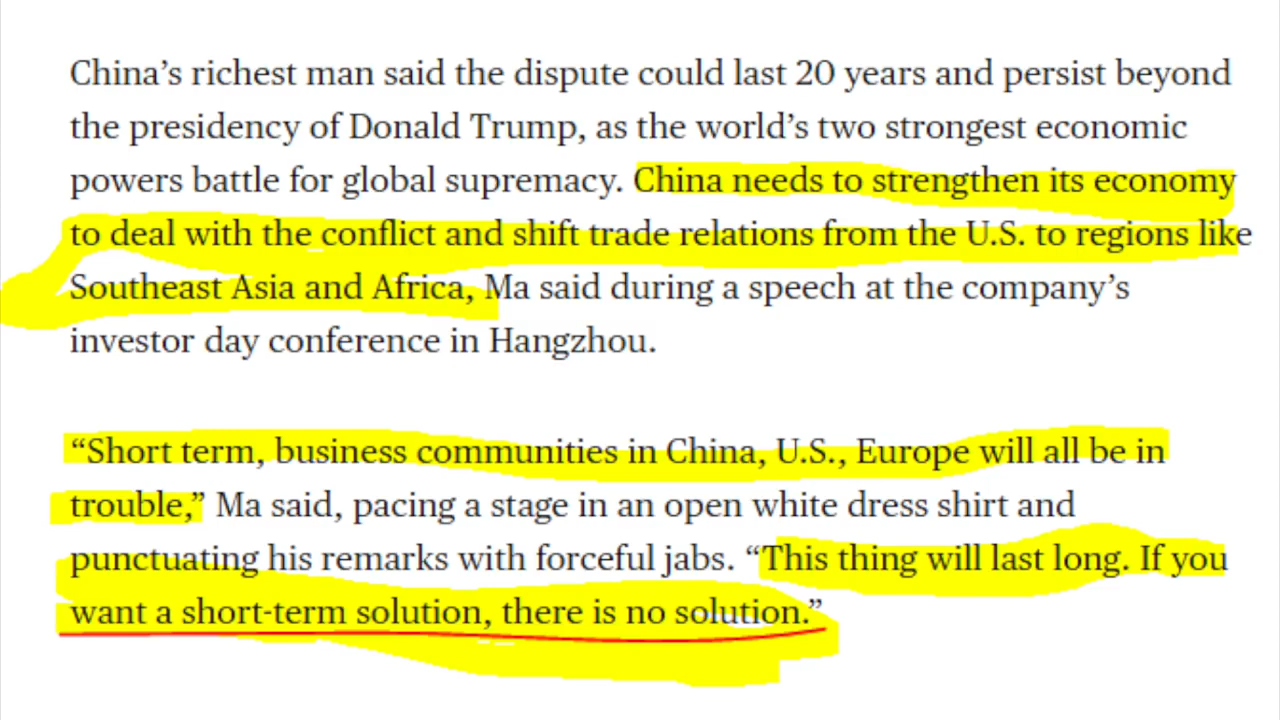 China’s richest man said the dispute could last 20 years and persist beyond
the presidency of Donald Trump, as the world’s two strongest economic
powers battle for global supremacy. China needs to strengthen its economy
to deal with the conflict and shift trade relations from the U.S. to regions like
Southeast Asia and Africa, Ma said during a speech at the company’s
investor day conference in Hangzhou.
“Short term, business communities in China, U.S., Europe will all be in
trouble,” Ma said, pacing a stage in an open white dress shirt and
punctuating his remarks with forceful jabs. “This thing will last long. If you
want a short-term solution, there is no solution.”